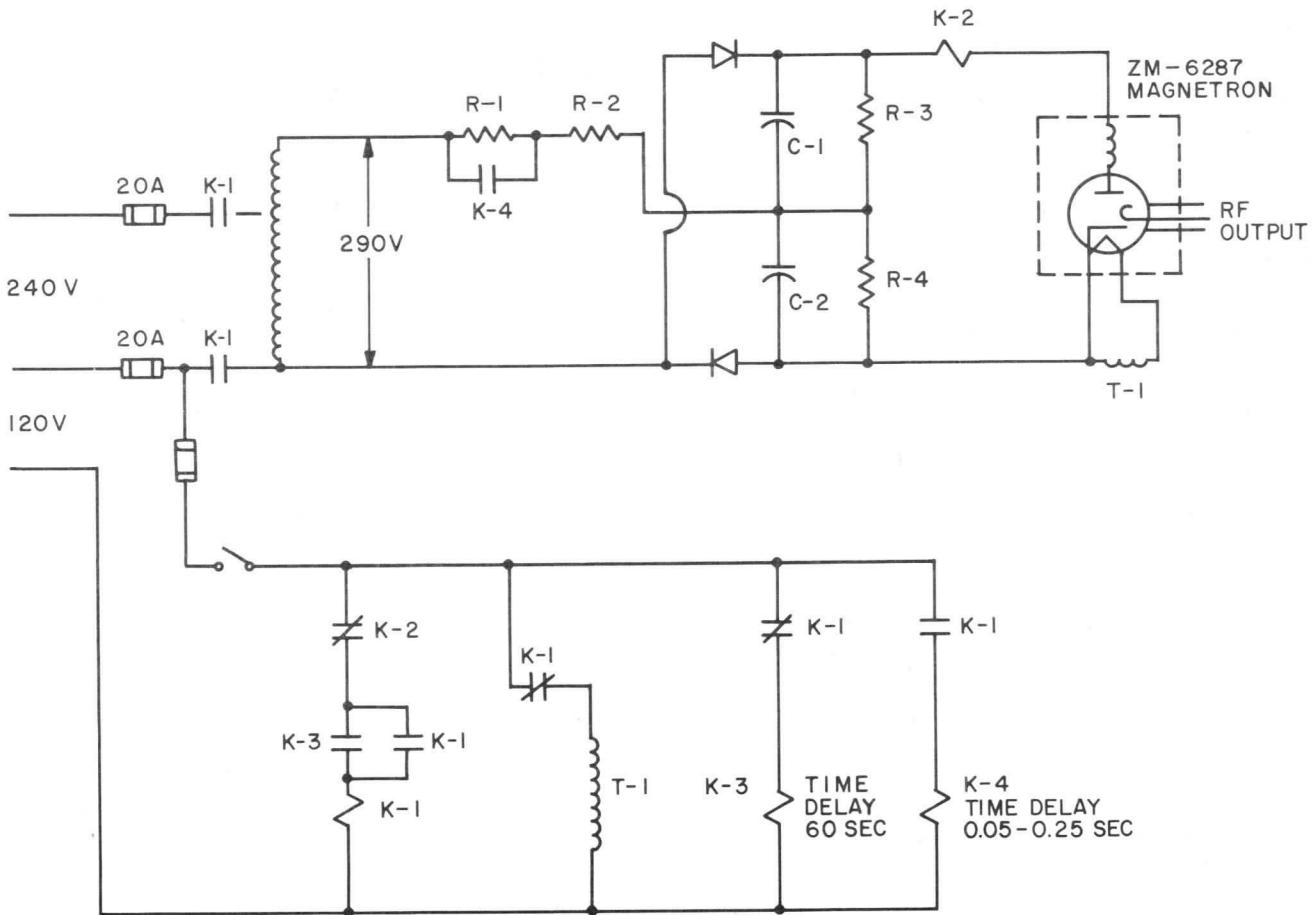 K-2
ZM-6287
MAGNETRON
R-1
R-2
R-3
C-1
20A
K-1
K-4
RF
OUTPUT
290V
240V
C-2
R-4
20A
K-1
T-1
120V
K-2
K-1
K-1
K-1
K-3
K-1
T-1
K-3
TIME
DELAY
60 SEC
K-4
TIME DELAY
0.05-0.25 SEC
K-1